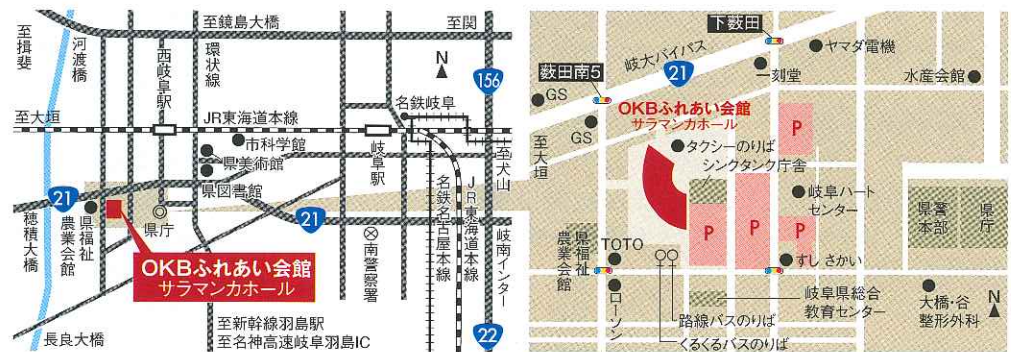 至鏡島大橋
至関
至揖斐
河渡橋
西岐阜駅
環状線
N
156
名鉄岐阜
至大垣
JR東海道本線
市科学館
県美術館
県図書館
岐阜駅
至犬山
21
穂積大橋
県福祉
農業会館
県庁
21
南警察署
名鉄名古屋本線
JR東海道本線
岐南インター
OKBふれあい会館
サラマンカホール
長良大橋
至新幹線羽島駅
至名神高速岐阜羽島IC
22
下薮田
ヤマダ電機
岐大バイパス
21
一刻堂
水産会館
薮田南5
GS
OKBふれあい会館
サラマンカホール
GS
P
至大垣
タクシーのりば
シンクタンク庁舎
岐阜ハート
センター
P
P
P
県警
本部
県庁
県福祉
農業会館
TOTO
すし さかい
ローソン
路線バスのりば
くるくるバスのりば
岐阜県総合
教育センター
大橋・谷
整形外科
N